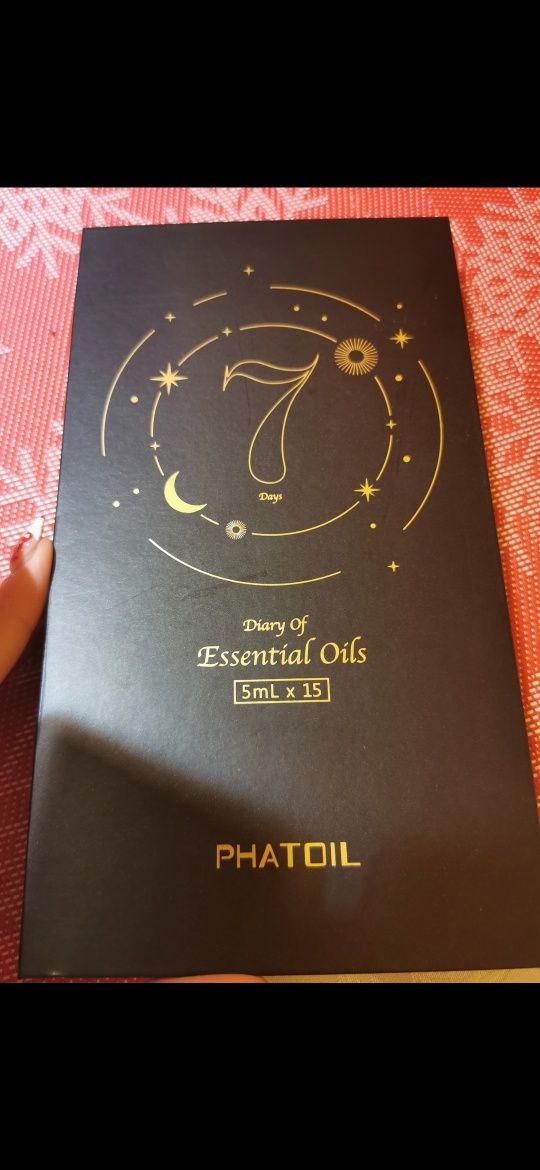 7
Days
Diary Of
Essential Oils
5mL x 15
PHATOIL